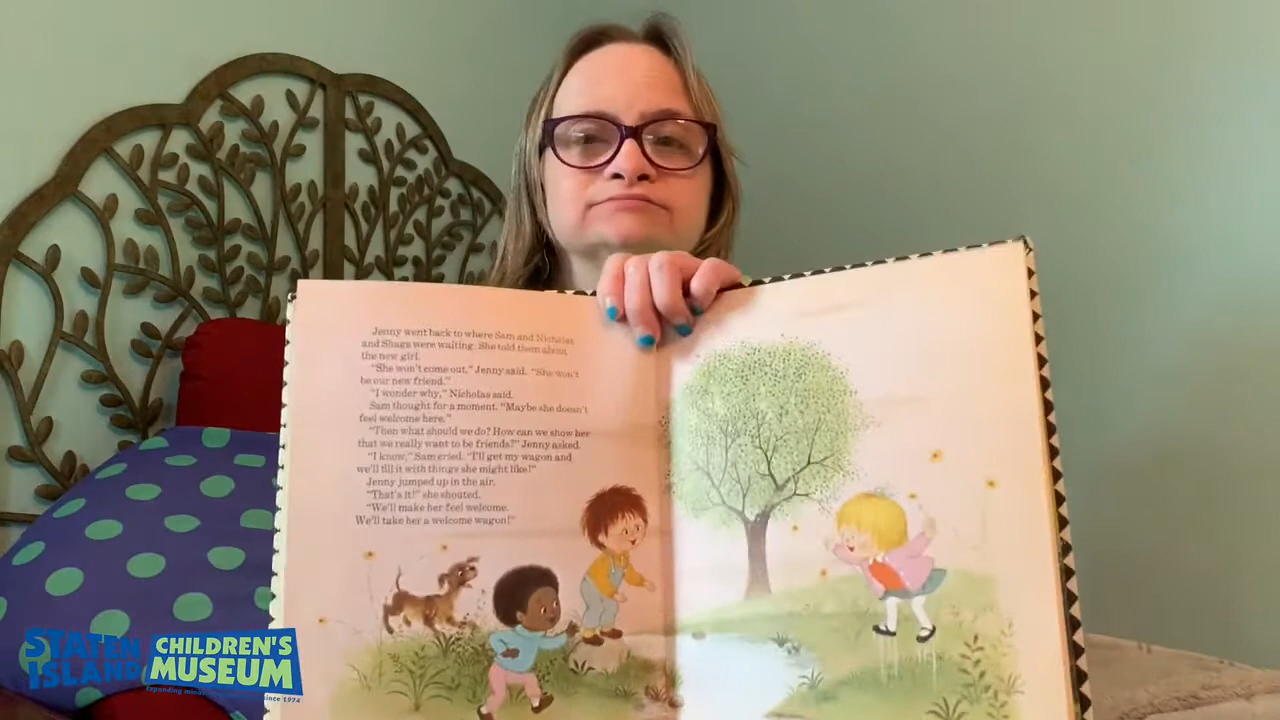 Jenny went back to where Sam and Nicholas
and Shags were waiting. She told them about
the new girl.
"She won't come out," Jenny said. "She won't
be our new friend."
"I wonder why," Nicholas said.
Sam thought for a moment. "Maybe she doesn't
feel welcome here."
"Then what should we do? How can we show her
that we really want to be friends?" Jenny asked.
"I know," Sam cried. "I'll get my wagon and
we'll fill it with things she might like!"
Jenny jumped up in the air.
"That's it!" she shouted.
"We'll make her feel welcome.
We'll take her a welcome wagon!"
STATEN
ISLAND
CHILDREN'S
MUSEUM
Expanding since 1974